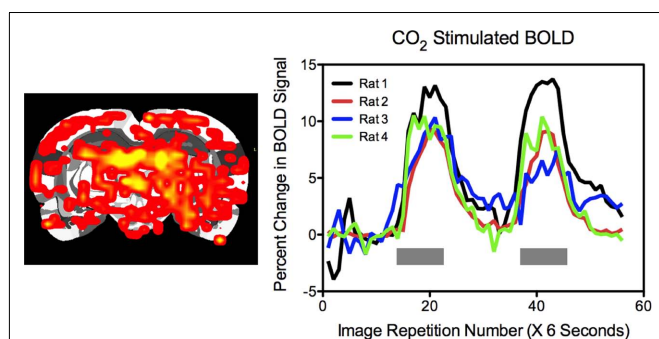 CO2 Stimulated BOLD
Percent Change in BOLD Signal
15
10
5
0
-5
Rat 1
Rat 2
Rat 3
Rat 4
0
20
40
60
Image Repetition Number (X 6 Seconds)